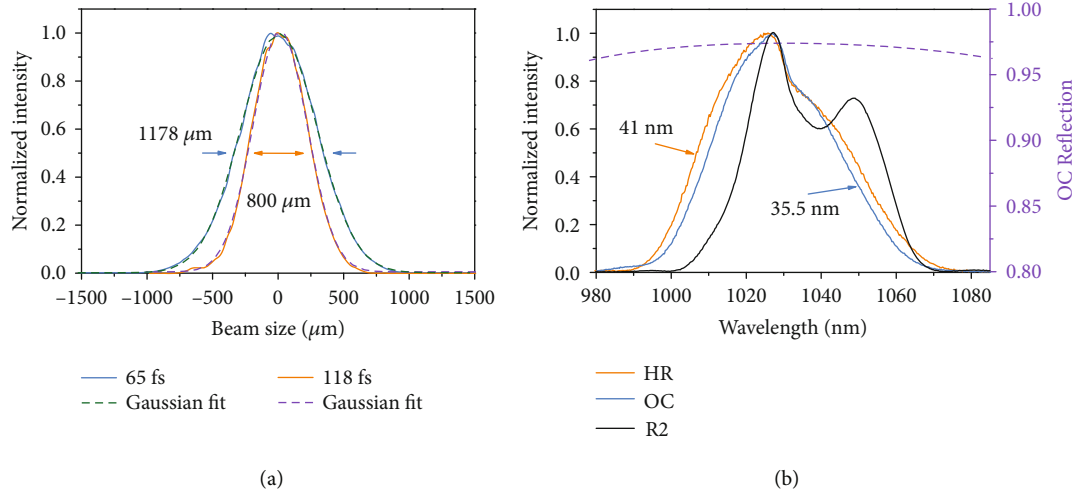 1.0
0.8
0.6
0.4
0.2
0.0
Normalized intensity
1178 μm
800 μm
−1500 −1000 −500 0 500 1000 1500
Beam size (μm)
65 fs 118 fs
Gaussian fit Gaussian fit
(a)
1.0
0.8
0.6
0.4
0.2
0.0
Normalized intensity
41 nm
35.5 nm
1.00
0.95
0.90
0.85
0.80
OC Reflection
980 1000 1020 1040 1060 1080
Wavelength (nm)
HR
OC
R2
(b)